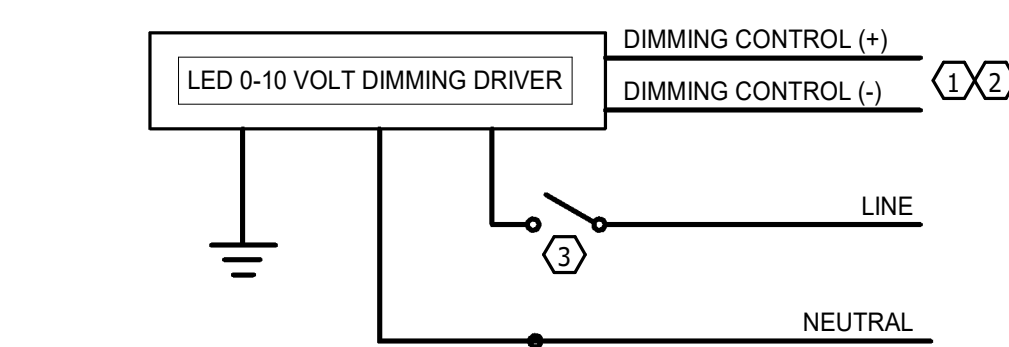 DIMMING CONTROL (+)
LED 0-10 VOLT DIMMING DRIVER
DIMMING CONTROL (-)
1 2
LINE
3
NEUTRAL